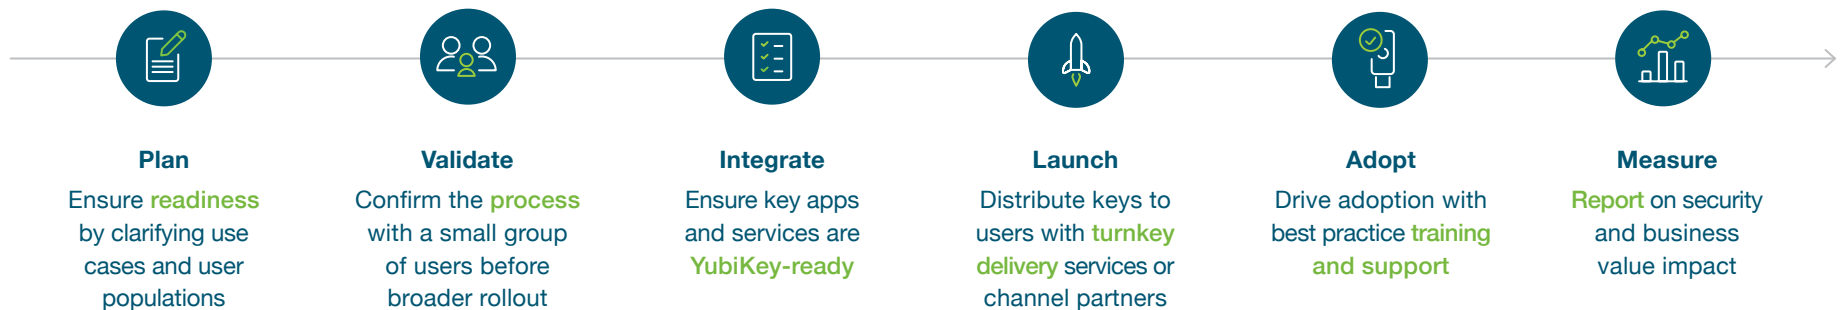 Plan
Ensure readiness
by clarifying use
cases and user
populations
Validate
Confirm the process
with a small group
of users before
broader rollout
Integrate
Ensure key apps
and services are
YubiKey-ready
Launch
Distribute keys to
users with turnkey
delivery services or
channel partners
Adopt
Drive adoption with
best practice training
and support
Measure
Report on security
and business
value impact